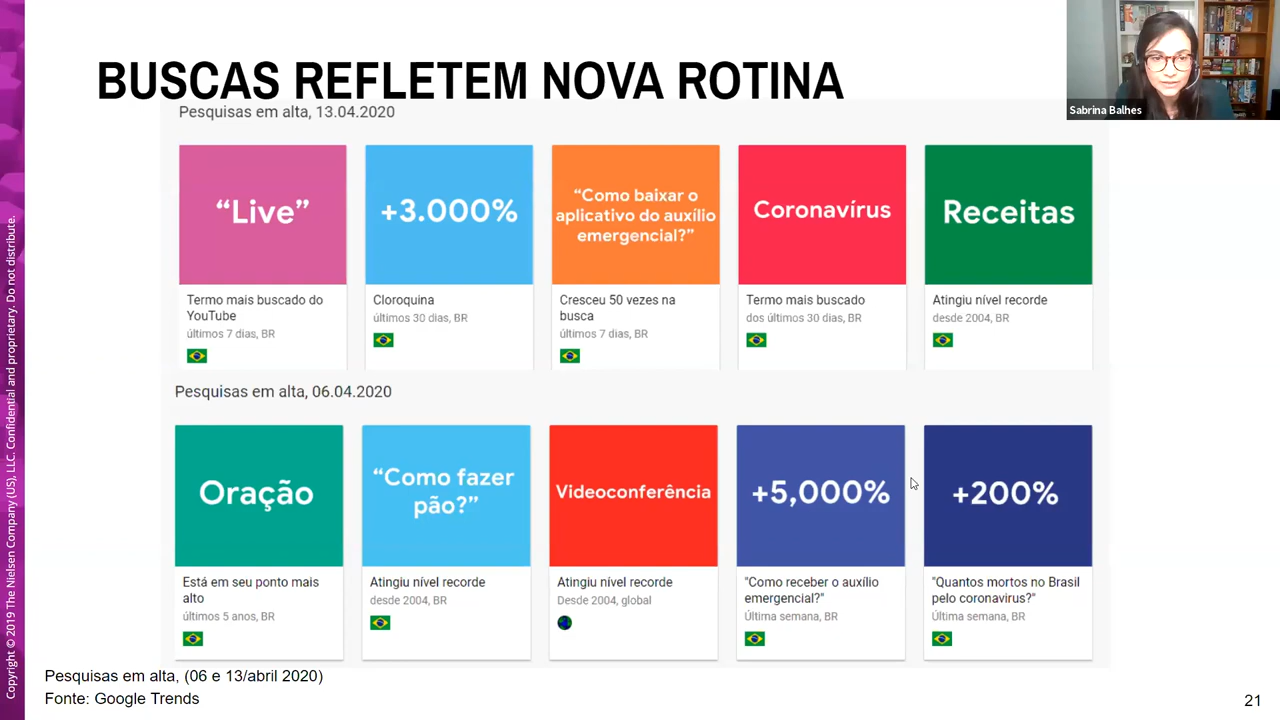 BUSCAS REFLETEM NOVA ROTINA
Sabrina Balhes
Pesquisas em alta, 13.04.2020
“Live”
Termo mais buscado do
YouTube
últimos 7 dias, BR
+3.000%
Cloroquina
últimos 30 dias, BR
“Como baixar o
aplicativo do auxílio
emergencial?”
Cresceu 50 vezes na
busca
últimos 7 dias, BR
Coronavírus
Termo mais buscado
dos últimos 30 dias, BR
Receitas
Atingiu nível recorde
desde 2004, BR
Pesquisas em alta, 06.04.2020
Oração
Está em seu ponto mais
alto
últimos 5 anos, BR
“Como fazer
pão?”
Atingiu nível recorde
desde 2004, BR
Videoconferência
Atingiu nível recorde
Desde 2004, global
+5,000%
"Como receber o auxílio
emergencial?"
Última semana, BR
+200%
"Quantos mortos no Brasil
pelo coronavirus?"
Última semana, BR
Pesquisas em alta, (06 e 13/abril 2020)
Fonte: Google Trends
21
Copyright © 2019 The Nielsen Company (US), LLC. Confidential and proprietary. Do not distribute.